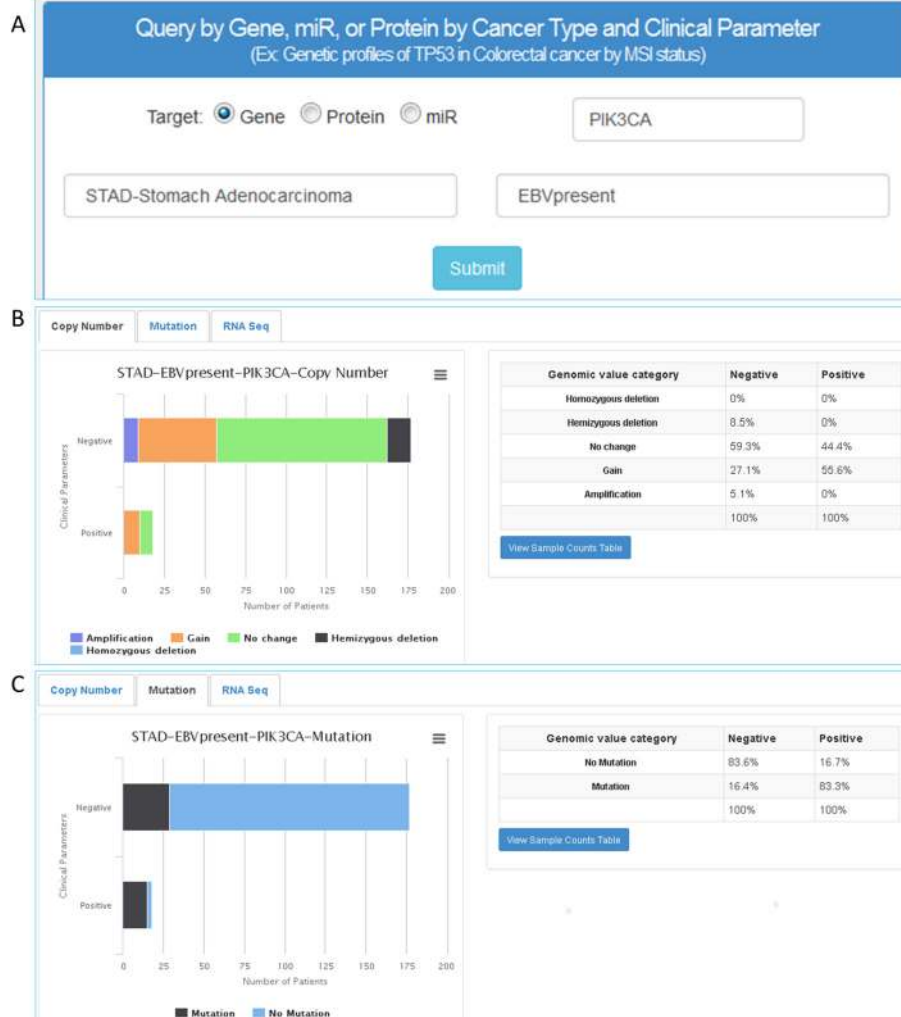 A
Query by Gene, miR, or Protein by Cancer Type and Clinical Parameter
(Ex: Genetic profiles of TP53 in Colorectal cancer by MSI status)
Target: Gene Protein miR PIK3CA
STAD-Stomach Adenocarcinoma EBVpresent
Submit
B
Copy Number Mutation RNA Seq
STAD-EBVpresent-PIK3CA-Copy Number
Clinical Parameters
Negative
Positive
0 25 50 75 100 125 150 175 200
Number of Patients
Amplification Gain No change Hemizygous deletion
Homozygous deletion
Genomic value category Negative Positive
Homozygous deletion 0% 0%
Hemizygous deletion 8.5% 0%
No change 59.3% 44.4%
Gain 27.1% 55.6%
Amplification 5.1% 0%
100% 100%
View Sample Counts Table
C
Copy Number Mutation RNA Seq
STAD-EBVpresent-PIK3CA-Mutation
Clinical Parameters
Negative
Positive
0 25 50 75 100 125 150 175 200
Number of Patients
Mutation No Mutation
Genomic value category Negative Positive
No Mutation 83.6% 16.7%
Mutation 16.4% 83.3%
100% 100%
View Sample Counts Table